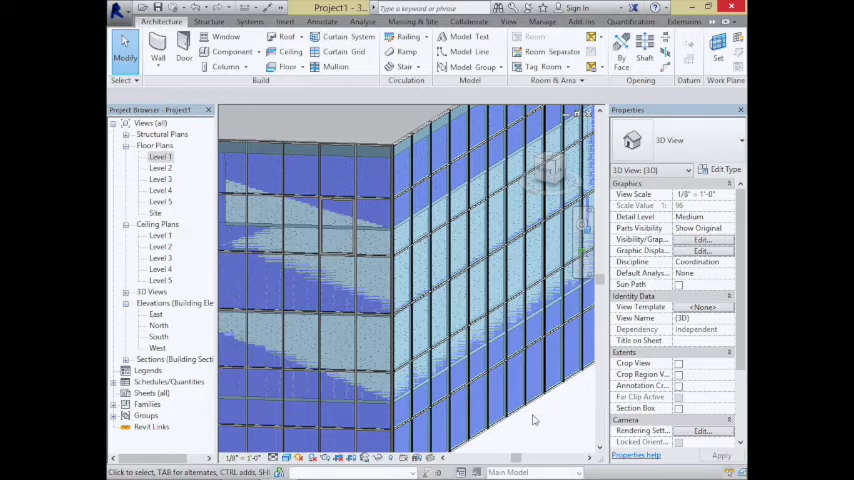 Project1 - 3...
Type a keyword or phrase
Sign In
Architecture Structure Systems Insert Annotate Analyze Massing & Site Collaborate View Manage Add-Ins Quantification Extensions
Modify
Wall
Door
Window
Component
Column
Roof
Ceiling
Floor
Curtain System
Curtain Grid
Mullion
Railing
Ramp
Stair
Model Text
Model Line
Model Group
Room
Room Separator
Tag Room
By Face
Shaft
Set
Select
Build
Circulation
Model
Room & Area
Opening
Datum
Work Plane
Project Browser - Project1
Views (all)
Structural Plans
Floor Plans
Level 1
Level 2
Level 3
Level 4
Level 5
Site
Ceiling Plans
Level 1
Level 2
Level 3
Level 4
Level 5
3D Views
Elevations (Building Ele
East
North
South
West
Sections (Building Secti
Legends
Schedules/Quantities
Sheets (all)
Families
Groups
Revit Links
Properties
3D View
3D View: {3D}
Edit Type
Graphics
View Scale 1/8" = 1'-0"
Scale Value 1: 96
Detail Level Medium
Parts Visibility Show Original
Visibility/Grap... Edit...
Graphic Displa... Edit...
Discipline Coordination
Default Analys... None
Sun Path
Identity Data
View Template <None>
View Name {3D}
Dependency Independent
Title on Sheet
Extents
Crop View
Crop Region V...
Annotation Cr...
Far Clip Active
Section Box
Camera
Rendering Sett... Edit...
Locked Orient...
Properties help
Apply
1/8" = 1'-0"
Click to select, TAB for alternates, CTRL adds, SHI
:0
Main Model